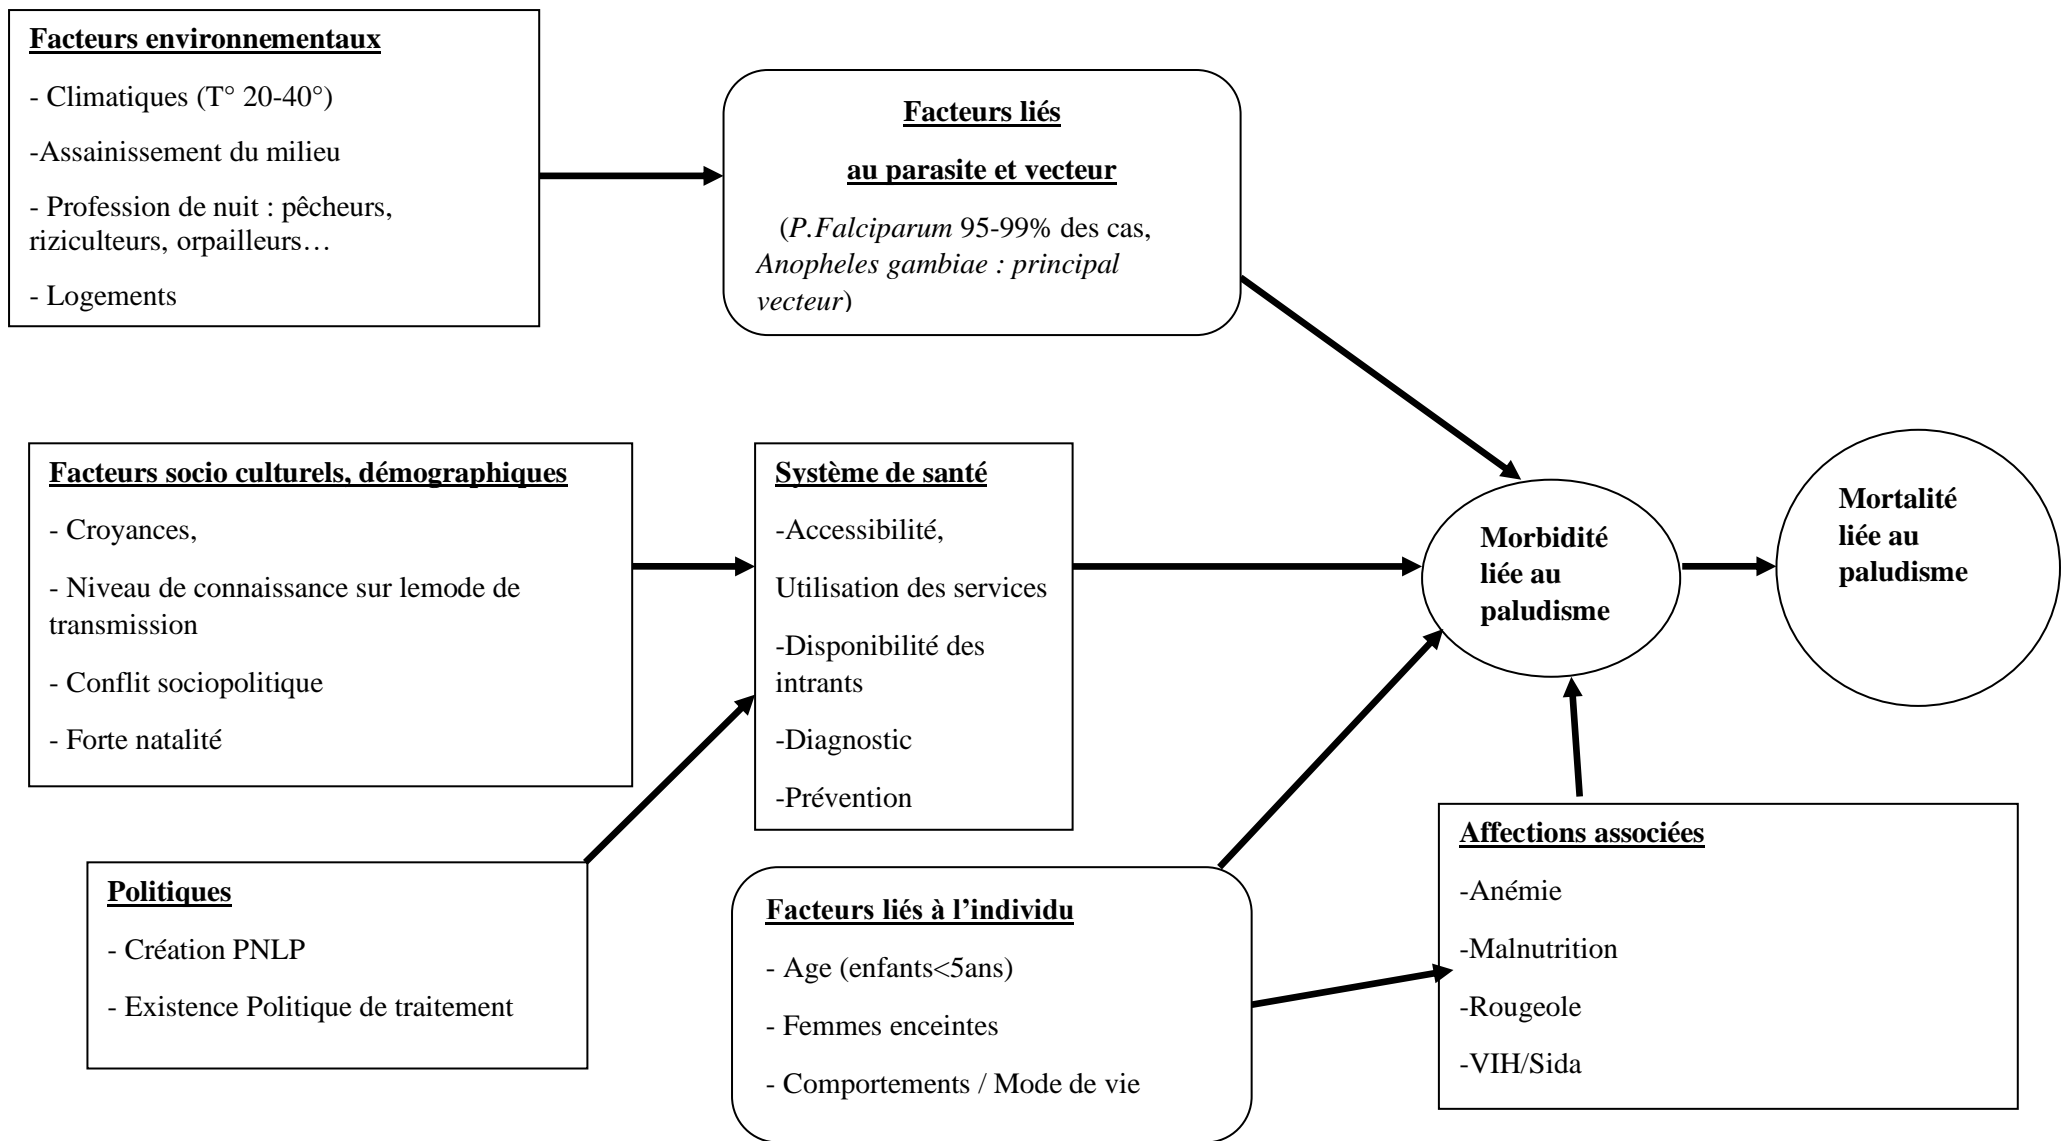 Facteurs environnementaux
- Climatiques (T° 20-40°)
-Assainissement du milieu
- Profession de nuit : pêcheurs,
riziculteurs, orpailleurs…
- Logements
Facteurs liés
au parasite et vecteur
(P.Falciparum 95-99% des cas,
Anopheles gambiae : principal
vecteur)
Facteurs socio culturels, démographiques
- Croyances,
- Niveau de connaissance sur lemode de
transmission
- Conflit sociopolitique
- Forte natalité
Système de santé
-Accessibilité,
Utilisation des services
-Disponibilité des
intrants
-Diagnostic
-Prévention
Morbidité
liée au
paludisme
Mortalité
liée au
paludisme
Politiques
- Création PNLP
- Existence Politique de traitement
Facteurs liés à l’individu
- Age (enfants<5ans)
- Femmes enceintes
- Comportements / Mode de vie
Affections associées
-Anémie
-Malnutrition
-Rougeole
-VIH/Sida